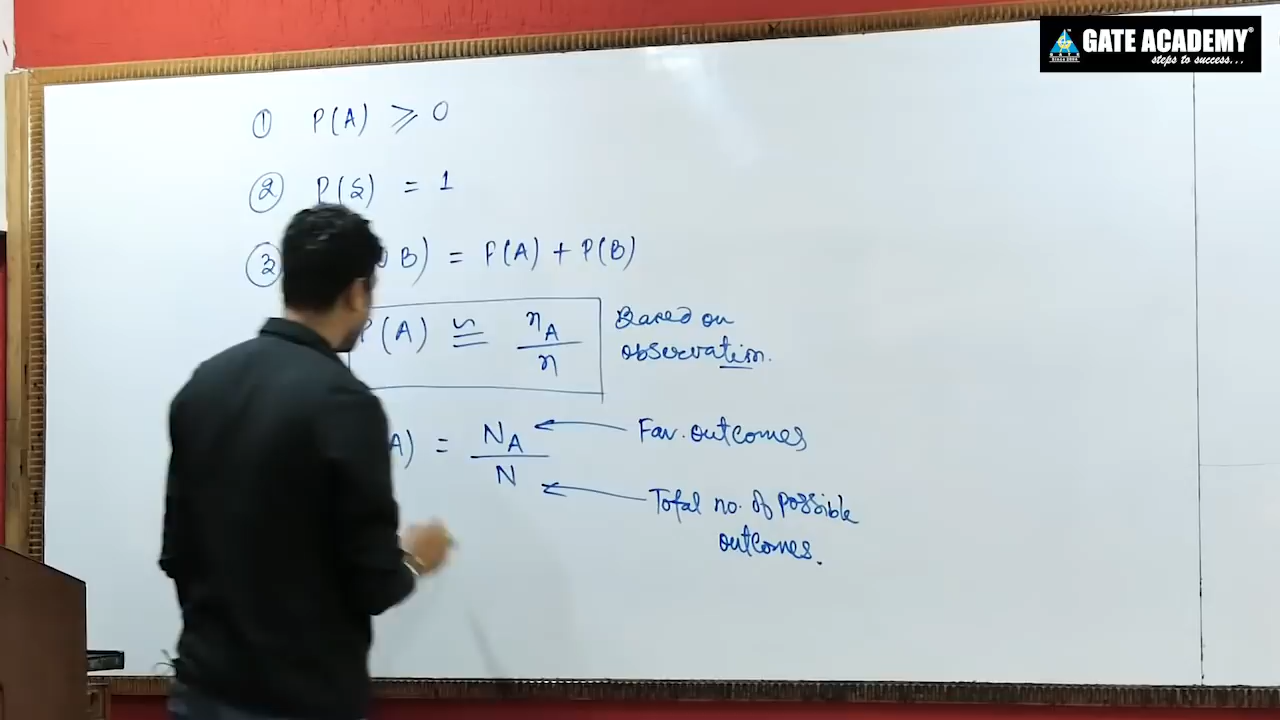 GATE ACADEMY
steps to success...
① P(A) ⩾ 0
② P(S) = 1
③ B) = P(A) + P(B)
P(A) ≅ n_A / n
Based on
observation.
A) = N_A / N
Fav. outcomes
Total no. of possible
outcomes.